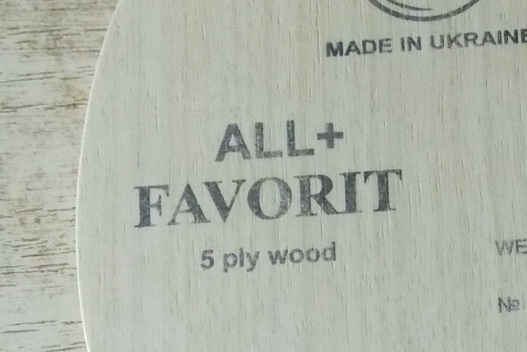 MADE IN UKRAINE
ALL+
FAVORIT
5 ply wood
WE
№